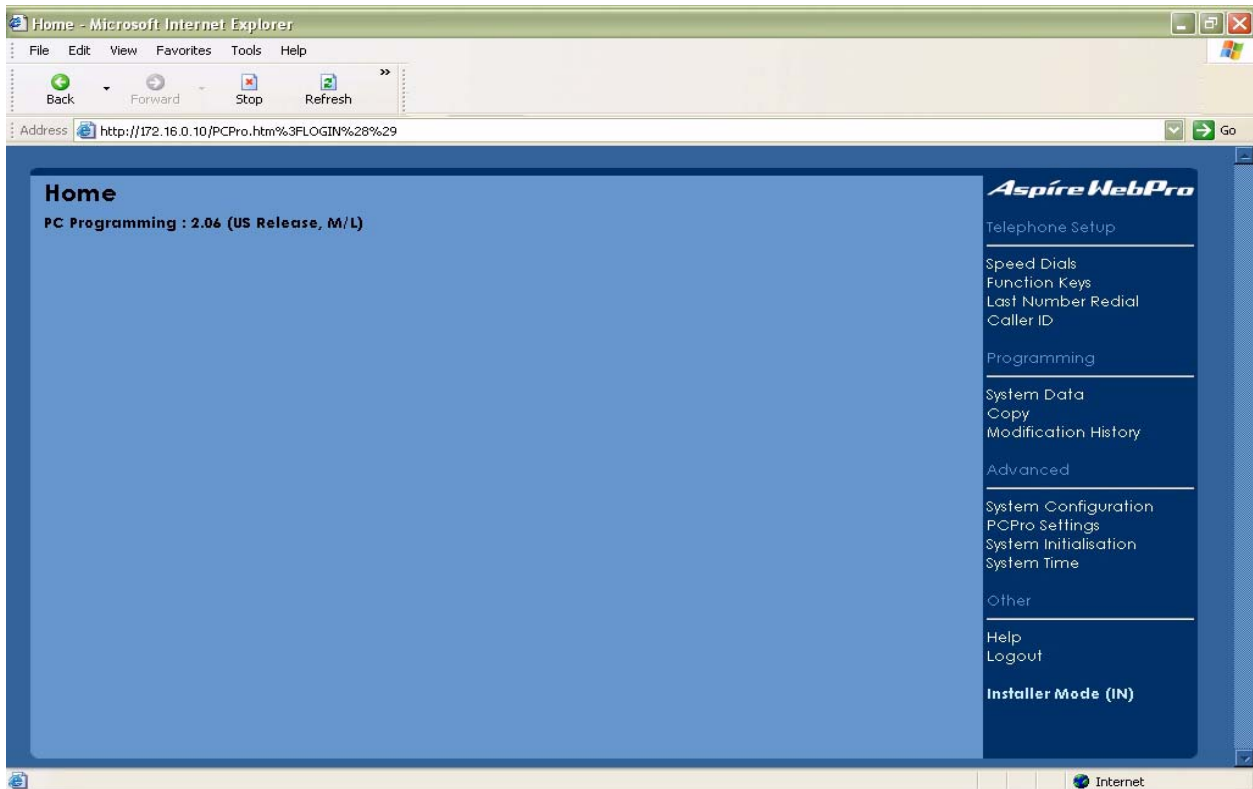 Home - Microsoft Internet Explorer
File Edit View Favorites Tools Help
Back Forward Stop Refresh »
Address http://172.16.0.10/PCPro.htm%3FLOGIN%28%29 Go
Home
PC Programming : 2.06 (US Release, M/L)
Aspíre WebPro
Telephone Setup
Speed Dials
Function Keys
Last Number Redial
Caller ID
Programming
System Data
Copy
Modification History
Advanced
System Configuration
PCPro Settings
System Initialisation
System Time
Other
Help
Logout
Installer Mode (IN)
Internet